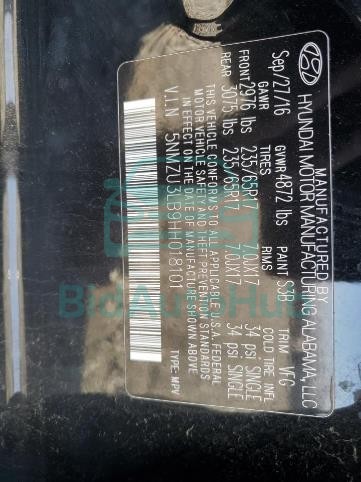 MANUFACTURED BY
HYUNDAI MOTOR MANUFACTURING ALABAMA, LLC
Sep/27/16 GVWR 4872 lbs PAINT S3B TRIM VFG
GAWR TIRES RIMS COLD TIRE INFL
FRONT 2976 lbs 235/65R17 7.0JX17 34 psi SINGLE
REAR 3075 lbs 235/65R17 7.0JX17 34 psi SINGLE
THIS VEHICLE CONFORMS TO ALL APPLICABLE U.S.A. FEDERAL
MOTOR VEHICLE SAFETY AND THEFT PREVENTION STANDARDS
IN EFFECT ON THE DATE OF MANUFACTURE SHOWN ABOVE.
V.I.N 5NMZU3LB9HH018101 TYPE: MPV
BidAutoHub